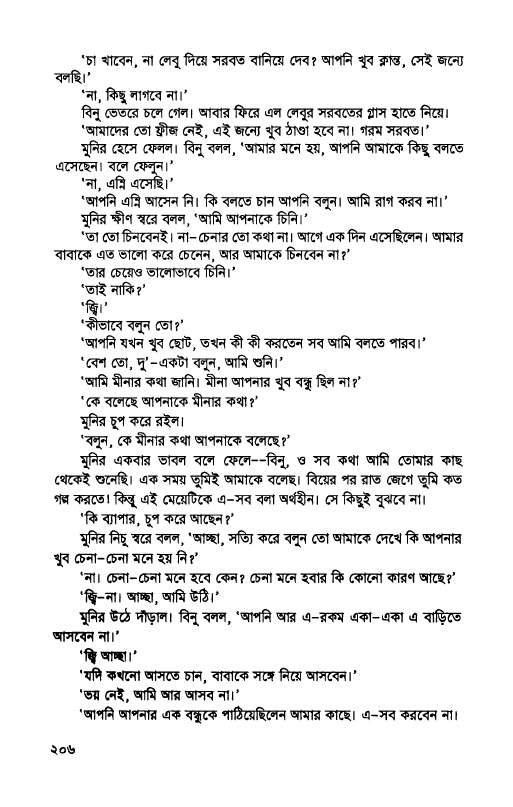 ‘চা খাবেন, না লেবু দিয়ে সরবত বানিয়ে দেব? আপনি খুব ক্লান্ত, সেই জন্যে
বলছি।’
‘না, কিছু লাগবে না।’
বিনু ভেতরে চলে গেল। আবার ফিরে এল লেবুর সরবতের গ্লাস হাতে নিয়ে।
‘আমাদের তো ফ্রীজ নেই, এই জন্যে খুব ঠাণ্ডা হবে না। গরম সরবত।’
মুনির হেসে ফেলল। বিনু বলল, ‘আমার মনে হয়, আপনি আমাকে কিছু বলতে
এসেছেন। বলে ফেলুন।’
‘না, এম্নি এসেছি।’
‘আপনি এম্নি আসেন নি। কি বলতে চান আপনি বলুন। আমি রাগ করব না।’
মুনির ক্ষীণ স্বরে বলল, ‘আমি আপনাকে চিনি।’
‘তা তো চিনবেনই। না-চেনার তো কথা না। আগে এক দিন এসেছিলেন। আমার
বাবাকে এত ভালো করে চেনেন, আর আমাকে চিনবেন না?’
‘তার চেয়েও ভালোভাবে চিনি।’
‘তাই নাকি?’
‘জ্বি।’
‘কীভাবে বলুন তো?’
‘আপনি যখন খুব ছোট, তখন কী কী করতেন সব আমি বলতে পারব।’
‘বেশ তো, দু’-একটা বলুন, আমি শুনি।’
‘আমি মীনার কথা জানি। মীনা আপনার খুব বন্ধু ছিল না?’
‘কে বলেছে আপনাকে মীনার কথা?’
মুনির চুপ করে রইল।
‘বলুন, কে মীনার কথা আপনাকে বলেছে?’
মুনির একবার ভাবল বলে ফেলে--বিনু, ও সব কথা আমি তোমার কাছ
থেকেই শুনেছি। এক সময় তুমিই আমাকে বলেছ। বিয়ের পর রাত জেগে তুমি কত
গল্প করতে! কিন্তু এই মেয়েটিকে এ-সব বলা অর্থহীন। সে কিছুই বুঝবে না।
‘কি ব্যাপার, চুপ করে আছেন?’
মুনির নিচু স্বরে বলল, ‘আচ্ছা, সত্যি করে বলুন তো আমাকে দেখে কি আপনার
খুব চেনা-চেনা মনে হয় নি?’
‘না। চেনা-চেনা মনে হবে কেন? চেনা মনে হবার কি কোনো কারণ আছে?’
‘জ্বি-না। আচ্ছা, আমি উঠি।’
মুনির উঠে দাঁড়াল। বিনু বলল, ‘আপনি আর এ-রকম একা-একা এ বাড়িতে
আসবেন না।’
‘জ্বি আচ্ছা।’
‘যদি কখনো আসতে চান, বাবাকে সঙ্গে নিয়ে আসবেন।’
‘ভয় নেই, আমি আর আসব না।’
‘আপনি আপনার এক বন্ধুকে পাঠিয়েছিলেন আমার কাছে। এ-সব করবেন না।
২০৬